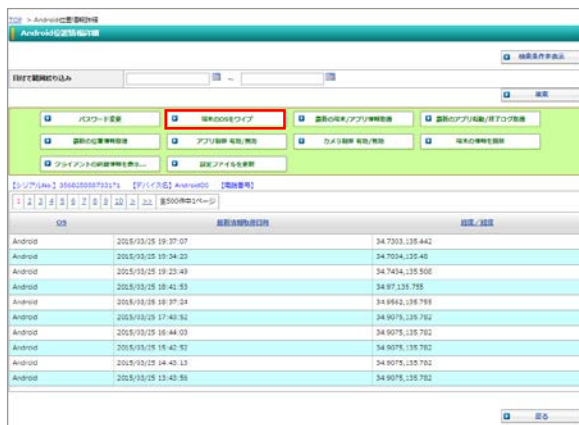 TOP > Android位置情報詳細
Android位置情報詳細
検索条件非表示
日付で範囲絞り込み ~
検索
パスワード変更 端末のOSをワイプ 最新の端末/アプリ情報取得 最新のアプリ起動/終了ログ取得
最新の位置情報取得 アプリ制御 有効/無効 カメラ制御 有効/無効 端末の情報を削除
クライアントの詳細情報を表示... 設定ファイルを更新
【シリアルNo.】 【デバイス名】AndroidOS 【電話番号】
1 2 3 4 5 6 7 8 9 10 > >> 全500件中1ページ
OS 最新情報取得日時 緯度/経度
Android 2015/03/25 19:37:07 34.7303,135.442
Android 2015/03/25 19:34:23 34.7034,135.48
Android 2015/03/25 19:23:49 34.7434,135.508
Android 2015/03/25 18:41:53 34.97,135.755
Android 2015/03/25 18:37:24 34.9562,135.755
Android 2015/03/25 17:43:52 34.9075,135.782
Android 2015/03/25 16:44:03 34.9075,135.782
Android 2015/03/25 15:42:52 34.9075,135.782
Android 2015/03/25 14:43:13 34.9075,135.782
Android 2015/03/25 13:43:56 34.9075,135.782
戻る